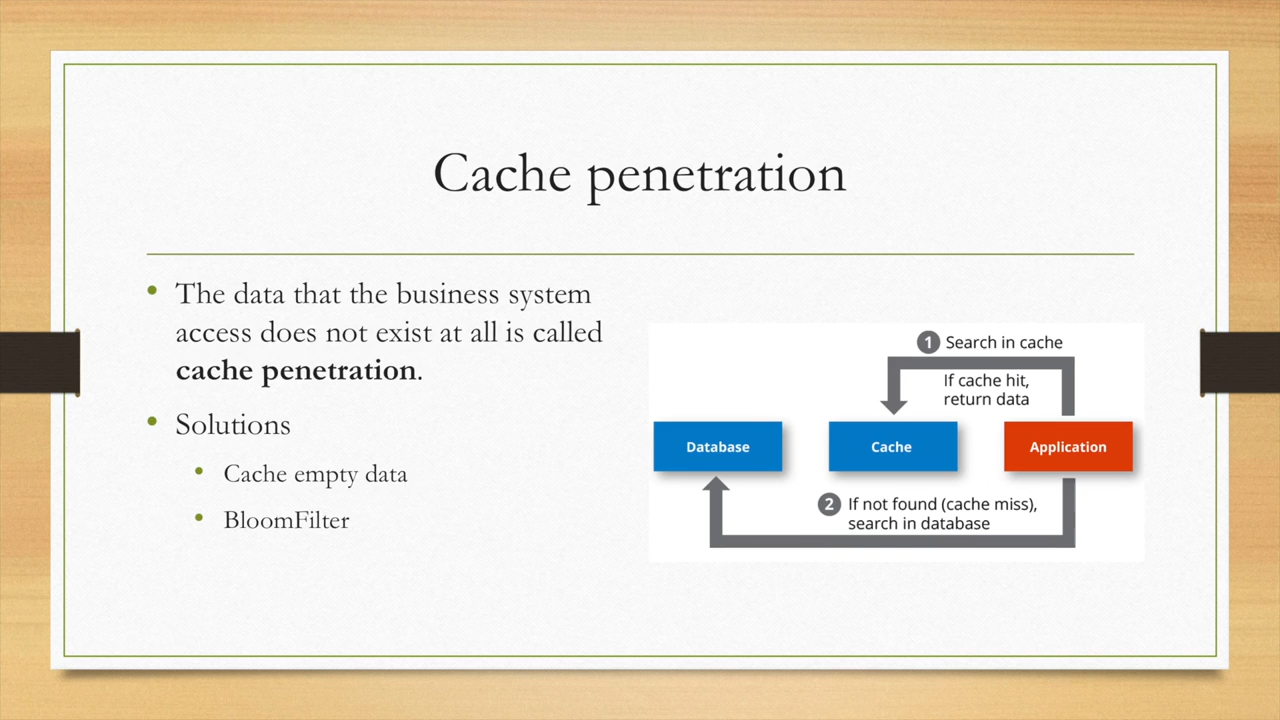 Cache penetration
• The data that the business system
access does not exist at all is called
cache penetration.
• Solutions
• Cache empty data
• BloomFilter
1 Search in cache
If cache hit,
return data
Database
Cache
Application
2 If not found (cache miss),
search in database